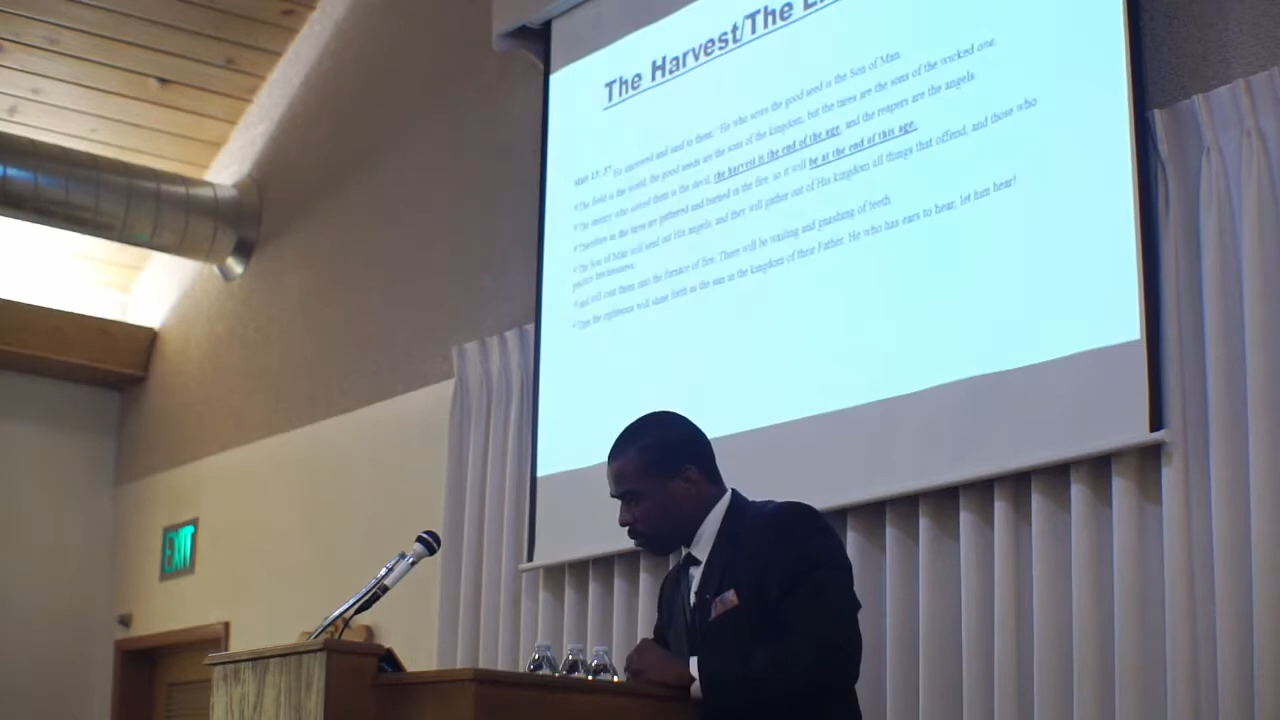 The Harvest/The E
Matt 13: 37 He answered and said to them: "He who sows the good seed is the Son of Man.
The field is the world, the good seeds are the sons of the kingdom, but the tares are the sons of the wicked one.
The enemy who sowed them is the devil, the harvest is the end of the age, and the reapers are the angels.
Therefore as the tares are gathered and burned in the fire, so it will be at the end of this age.
The Son of Man will send out His angels, and they will gather out of His kingdom all things that offend, and those who
practice lawlessness,
and will cast them into the furnace of fire. There will be wailing and gnashing of teeth.
Then the righteous will shine forth as the sun in the kingdom of their Father. He who has ears to hear, let him hear!
EXIT